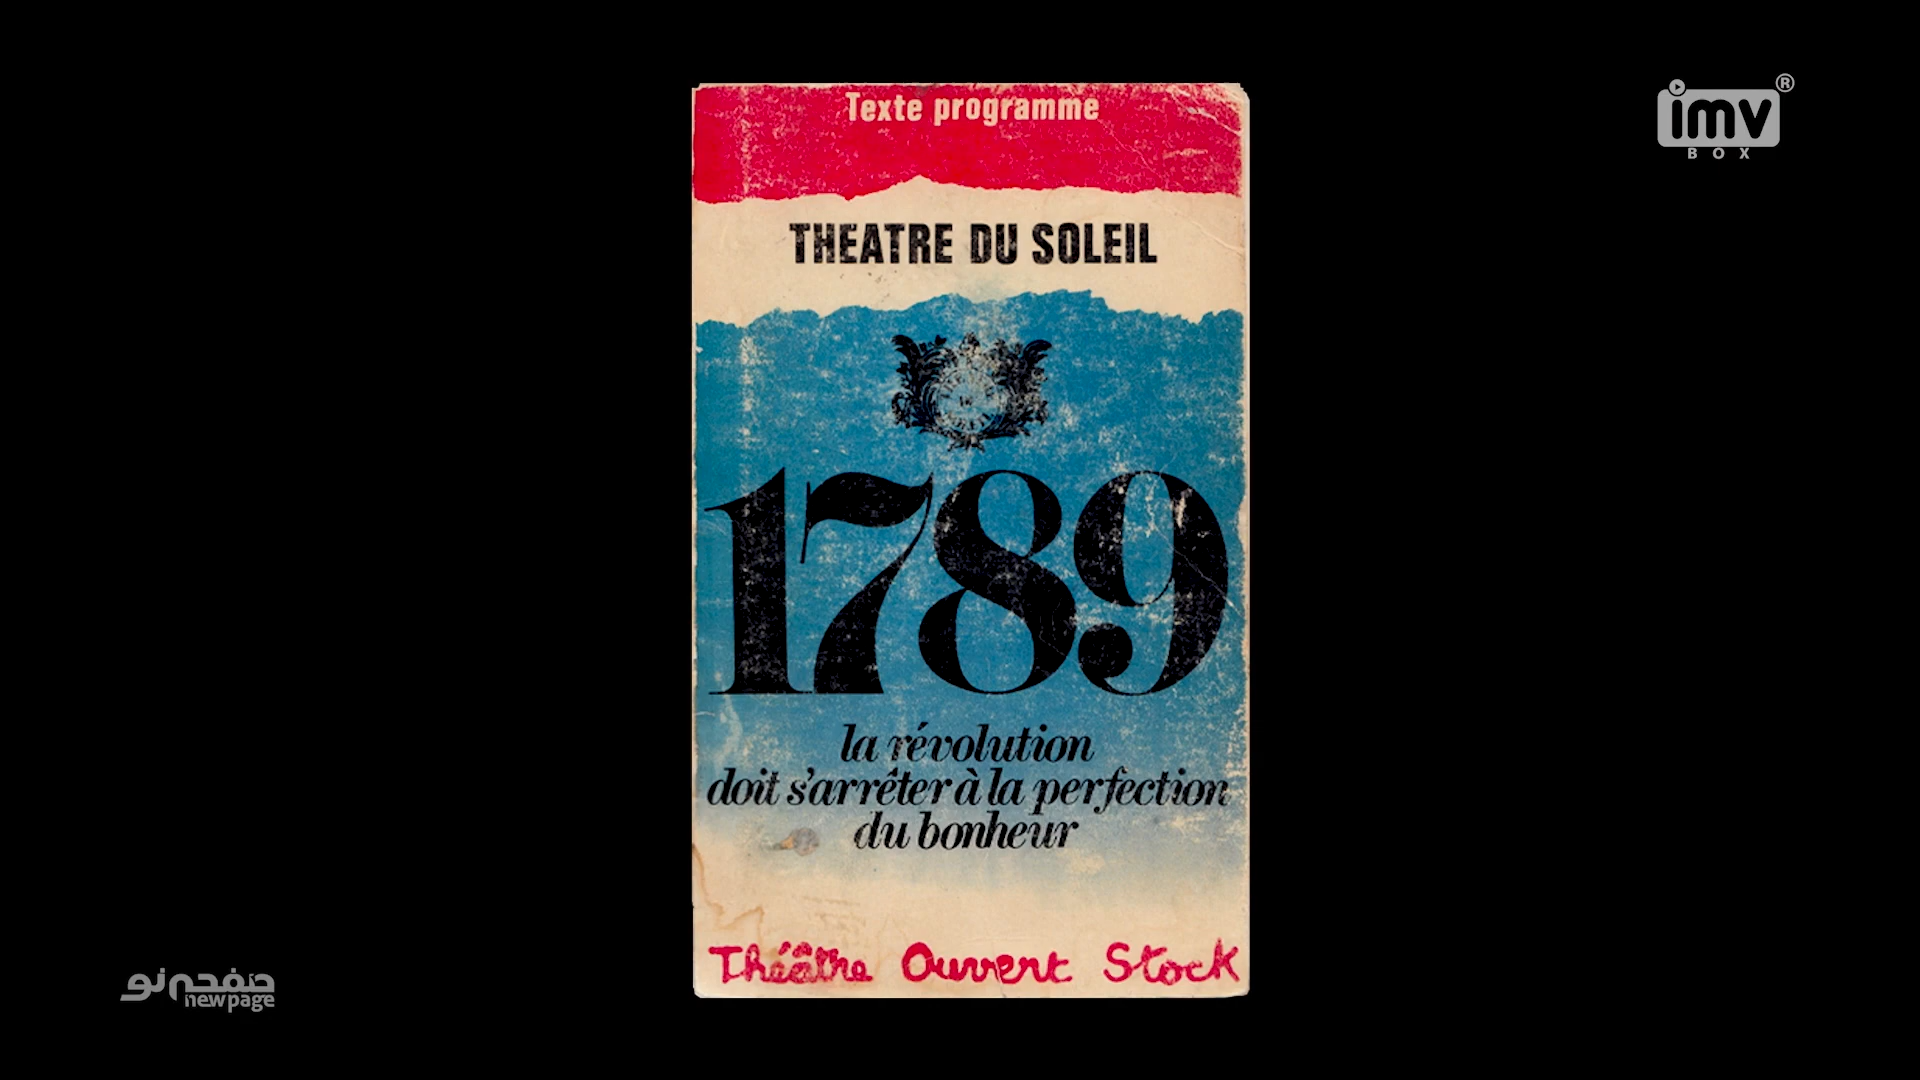 imv®
BOX
Texte programme
THEATRE DU SOLEIL
1789
la révolution
doit s'arrêter à la perfection
du bonheur
Théâtre Ouvert Stock
صفحه نو
newpage